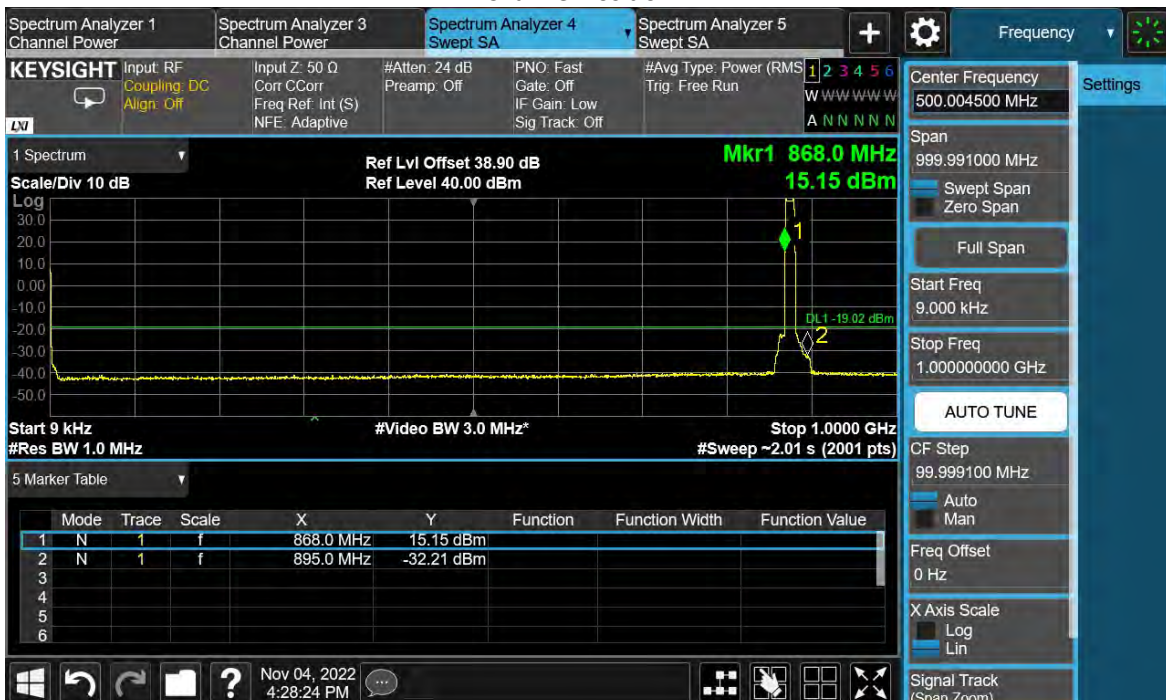 Spectrum Analyzer 1
Channel Power
Spectrum Analyzer 3
Channel Power
Spectrum Analyzer 4
Swept SA
Spectrum Analyzer 5
Swept SA
+
Frequency
KEYSIGHT
LXI
Input: RF
Coupling: DC
Align: Off
Input Z: 50 Ω
Corr CCorr
Freq Ref: Int (S)
NFE: Adaptive
#Atten: 24 dB
Preamp: Off
PNO: Fast
Gate: Off
IF Gain: Low
Sig Track: Off
#Avg Type: Power (RMS
Trig: Free Run
1 2 3 4 5 6
W W W W W W
A N N N N N
1 Spectrum
Scale/Div 10 dB
Ref Lvl Offset 38.90 dB
Ref Level 40.00 dBm
Mkr1 868.0 MHz
15.15 dBm
Log
30.0
20.0
10.0
0.00
-10.0
-20.0
-30.0
-40.0
-50.0
1
DL1 -19.02 dBm
2
Start 9 kHz
#Res BW 1.0 MHz
#Video BW 3.0 MHz*
Stop 1.0000 GHz
#Sweep ~2.01 s (2001 pts)
5 Marker Table
Mode Trace Scale X Y Function Function Width Function Value
1 N 1 f 868.0 MHz 15.15 dBm
2 N 1 f 895.0 MHz -32.21 dBm
3
4
5
6
Nov 04, 2022
4:28:24 PM
?
Center Frequency
500.004500 MHz
Settings
Span
999.991000 MHz
Swept Span
Zero Span
Full Span
Start Freq
9.000 kHz
Stop Freq
1.000000000 GHz
AUTO TUNE
CF Step
99.999100 MHz
Auto
Man
Freq Offset
0 Hz
X Axis Scale
Log
Lin
Signal Track
(Span Zoom)